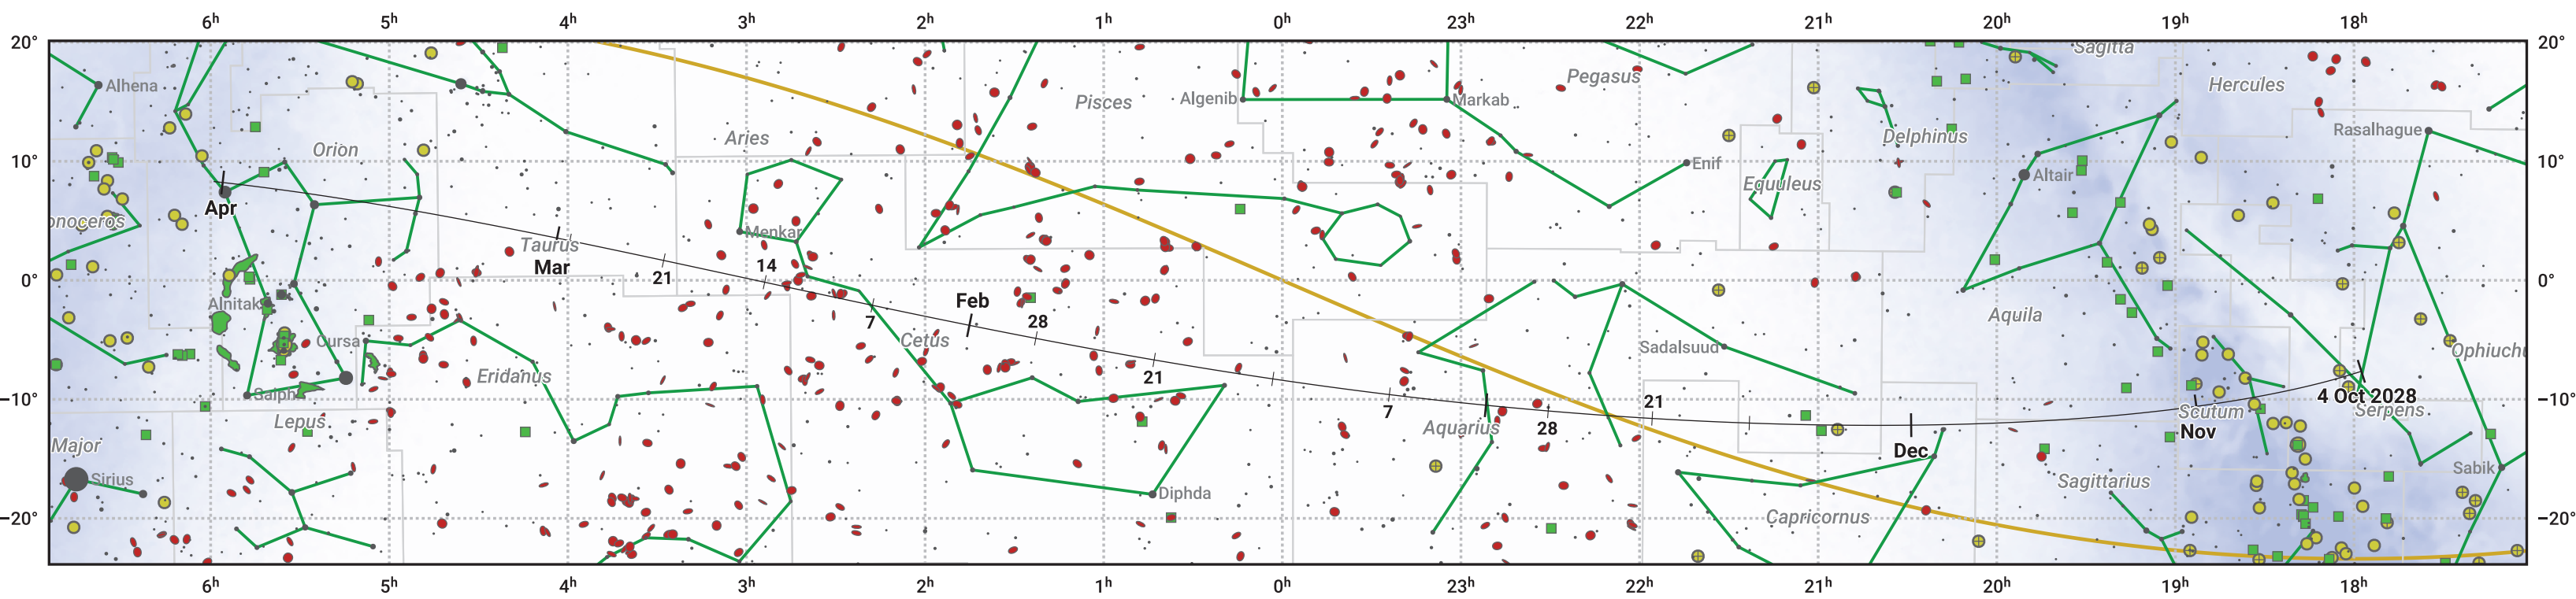 6h 5h 4h 3h 2h 1h 0h 23h 22h 21h 20h 19h 18h
20° 20°
Sagitta
Alhena Pisces Algenib Markab Pegasus Hercules
Orion Aries Delphinus Rasalhague
10° 10°
Enif
Equuleus Altair
Apr
onoceros Menkar
Taurus
Mar 21 14
0° 0°
Alnitak Feb 28 7 Cetus Aquila
Cursa Sadalsuud Ophiuchu
Eridanus 21
−10° −10°
Saiph 7 21 4 Oct 2028
Lepus Aquarius 28 Scutum Serpens
Major Nov
Dec
Sirius Diphda Sagittarius Sabik
−20° Capricornus −20°
6h 5h 4h 3h 2h 1h 0h 23h 22h 21h 20h 19h 18h